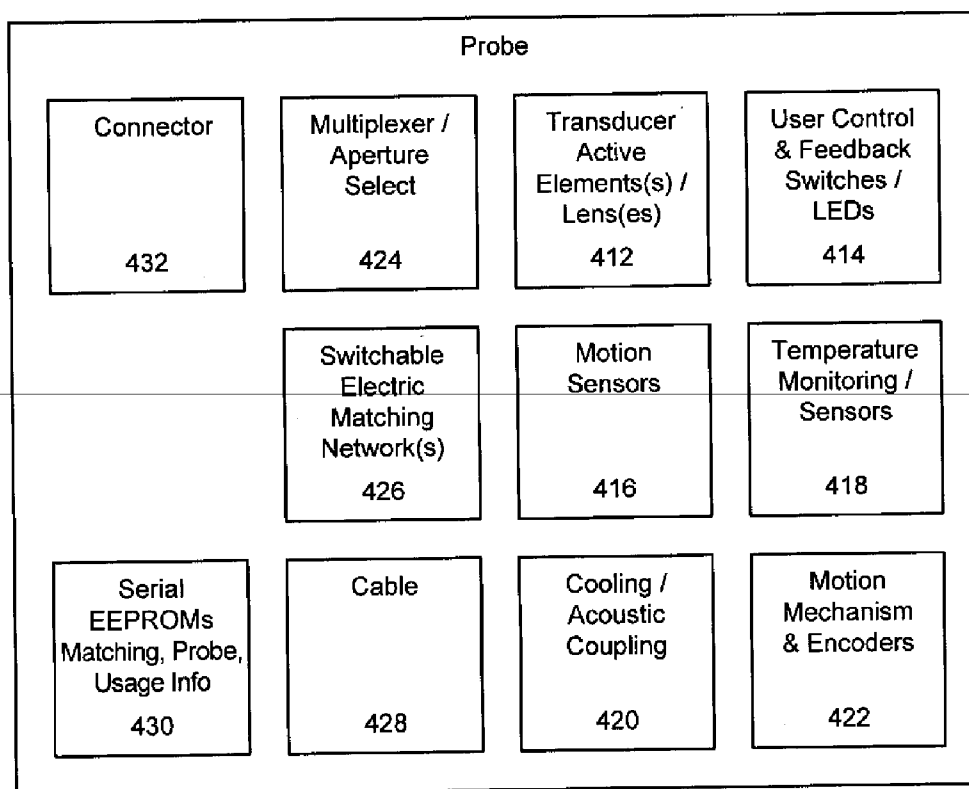 Probe
Connector
432
Multiplexer /
Aperture
Select
424
Transducer
Active
Elements(s) /
Lens(es)
412
User Control
& Feedback
Switches /
LEDs
414
Switchable
Electric
Matching
Network(s)
426
Motion
Sensors
416
Temperature
Monitoring /
Sensors
418
Serial
EEPROMs
Matching, Probe,
Usage Info
430
Cable
428
Cooling /
Acoustic
Coupling
420
Motion
Mechanism
& Encoders
422